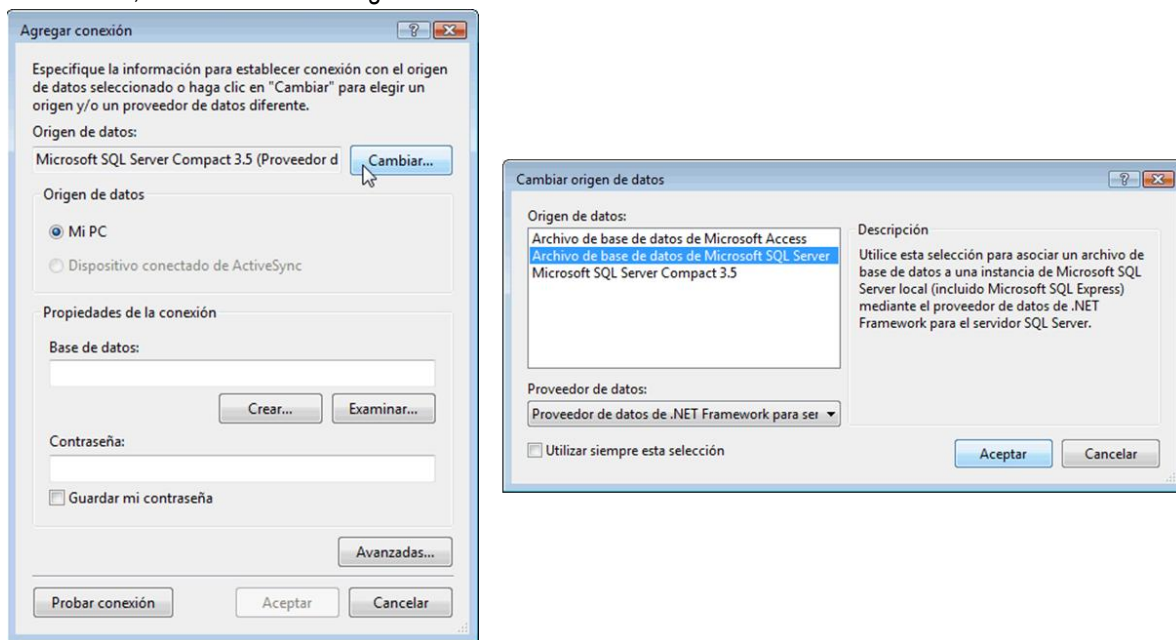 Agregar conexión
Especifique la información para establecer conexión con el origen
de datos seleccionado o haga clic en "Cambiar" para elegir un
origen y/o un proveedor de datos diferente.
Origen de datos:
Microsoft SQL Server Compact 3.5 (Proveedor d
Cambiar...
Origen de datos
Mi PC
Dispositivo conectado de ActiveSync
Propiedades de la conexión
Base de datos:
Crear...
Examinar...
Contraseña:
Guardar mi contraseña
Avanzadas...
Probar conexión
Aceptar
Cancelar
Cambiar origen de datos
Origen de datos:
Archivo de base de datos de Microsoft Access
Archivo de base de datos de Microsoft SQL Server
Microsoft SQL Server Compact 3.5
Descripción
Utilice esta selección para asociar un archivo de
base de datos a una instancia de Microsoft SQL
Server local (incluido Microsoft SQL Express)
mediante el proveedor de datos de .NET
Framework para el servidor SQL Server.
Proveedor de datos:
Proveedor de datos de .NET Framework para ser
Utilizar siempre esta selección
Aceptar
Cancelar